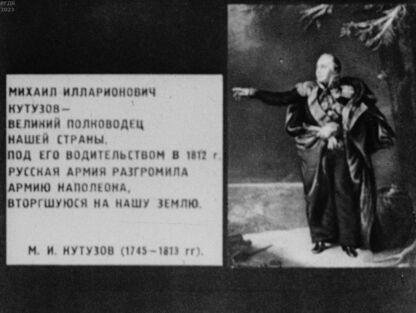 МИХАИЛ ИЛЛАРИОНОВИЧ
КУТУЗОВ—
ВЕЛИКИЙ ПОЛКОВОДЕЦ
НАШЕЙ СТРАНЫ.
ПОД ЕГО ВОДИТЕЛЬСТВОМ В 1812 г.
РУССКАЯ АРМИЯ РАЗГРОМИЛА
АРМИЮ НАПОЛЕОНА,
ВТОРГШУЮСЯ НА НАШУ ЗЕМЛЮ.
М. И. КУТУЗОВ (1745-1813 гг).